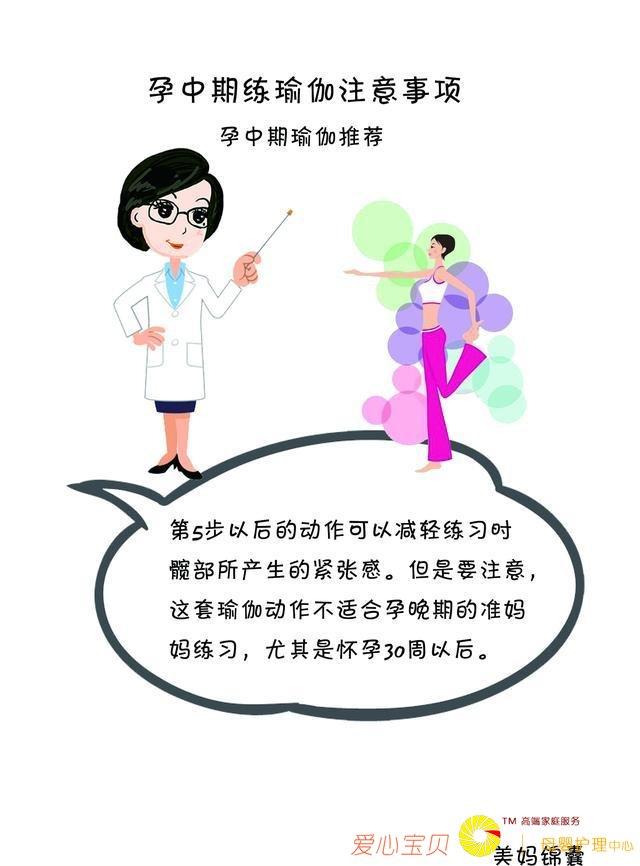 孕中期练瑜伽注意事项
孕中期瑜伽推荐
第5步以后的动作可以减轻练习时
髋部所产生的紧张感。但是要注意，
这套瑜伽动作不适合孕晚期的准妈
妈练习，尤其是怀孕30周以后。
TM 高端家庭服务
爱心宝贝 | 母婴护理中心
美妈锦囊